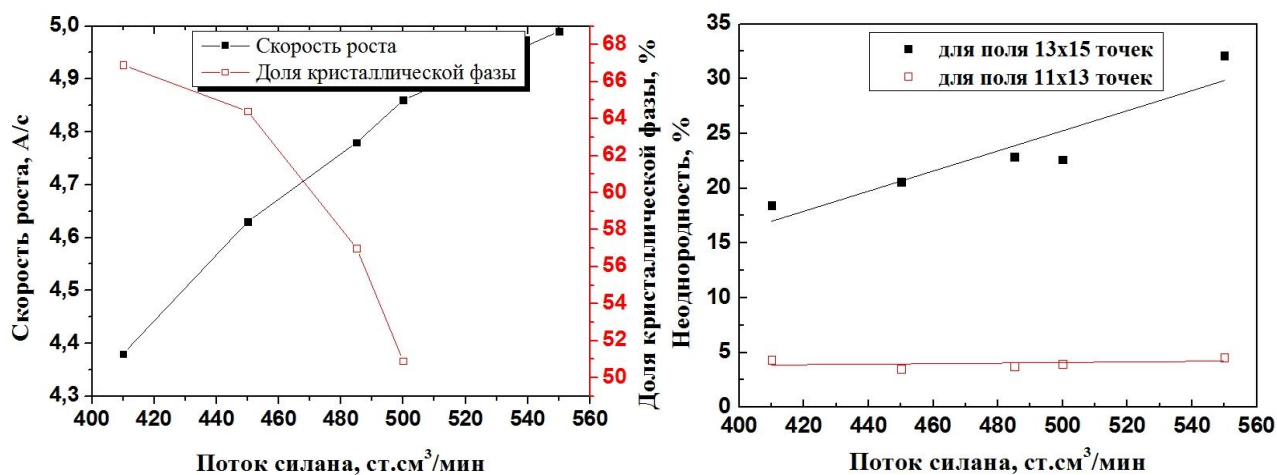 Скорость роста, А/с
5,0
4,9
4,8
4,7
4,6
4,5
4,4
4,3
Скорость роста
Доля кристаллической фазы
68
66
64
62
60
58
56
54
52
50
Доля кристаллической фазы, %
400 420 440 460 480 500 520 540 560
Поток силана, ст.см³/мин
Неоднородность, %
35
30
25
20
15
10
5
0
для поля 13х15 точек
для поля 11х13 точек
400 420 440 460 480 500 520 540 560
Поток силана, ст.см³/мин